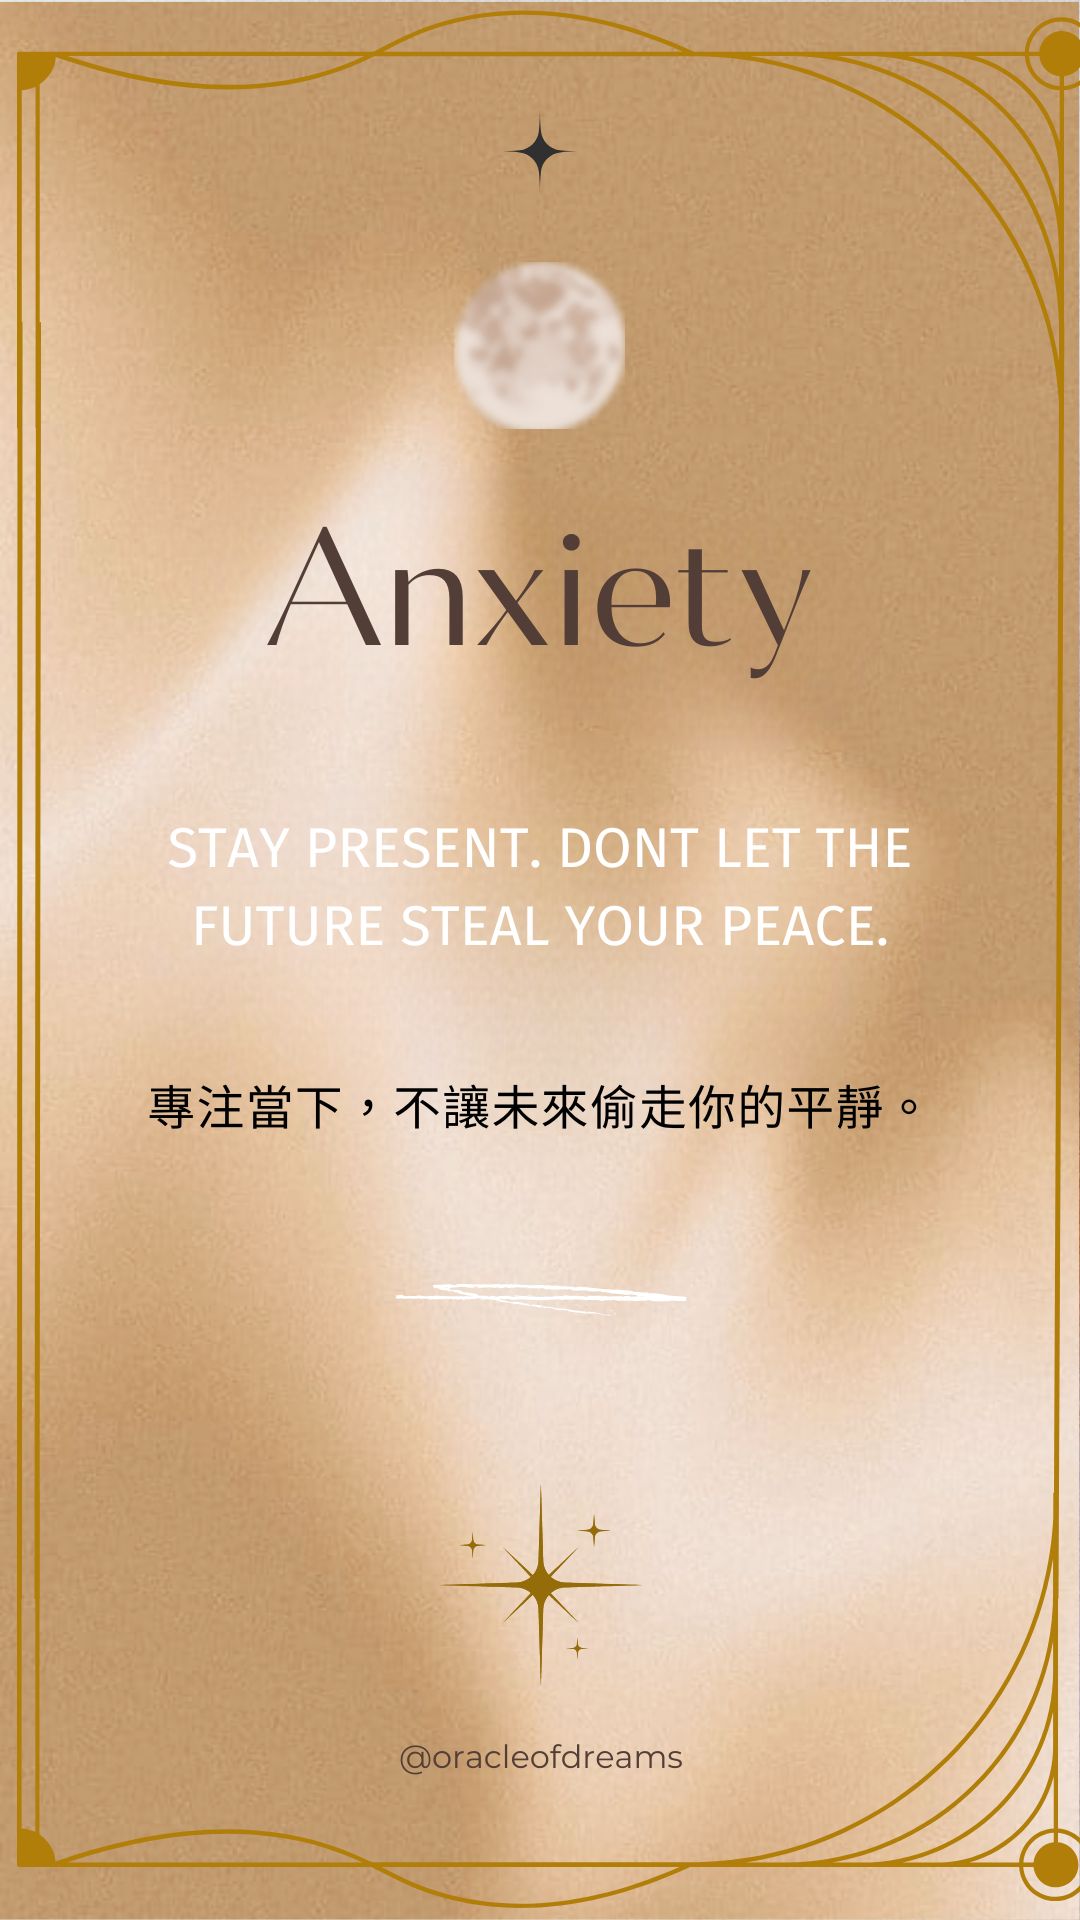 Anxiety
STAY PRESENT. DONT LET THE
FUTURE STEAL YOUR PEACE.
專注當下，不讓未來偷走你的平靜。
@oracleofdreams